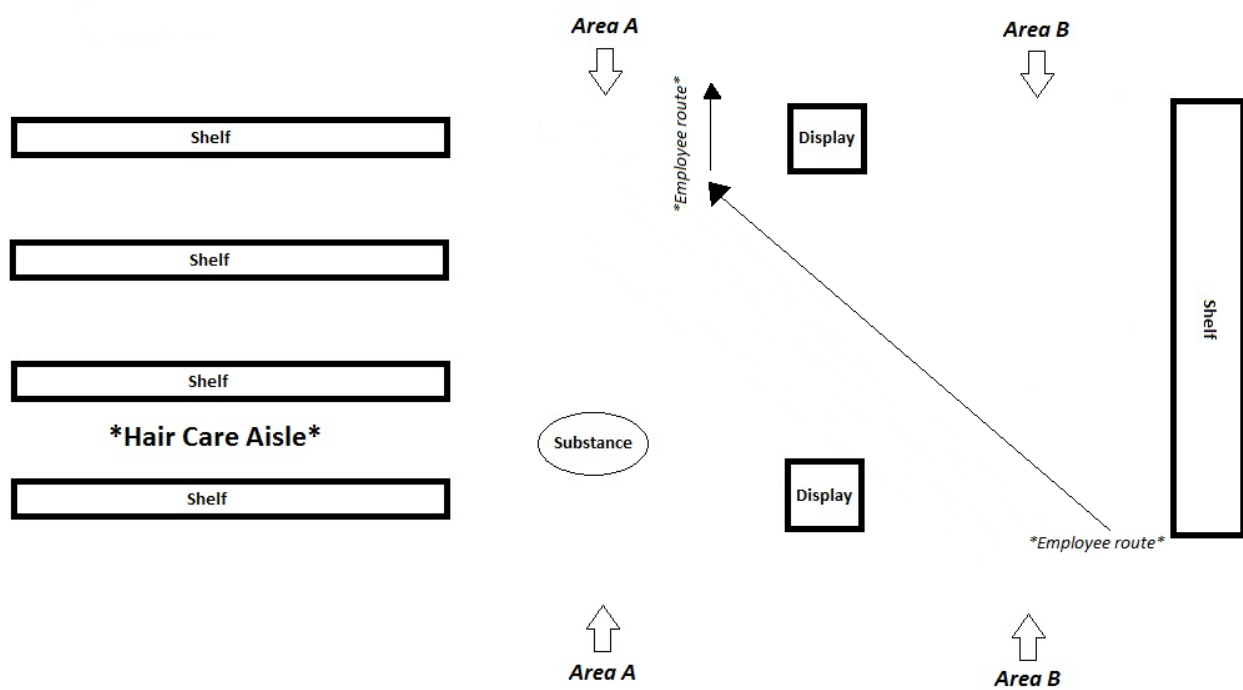 Area A
Area B
*Employee route*
Shelf
Display
Shelf
Shelf
Shelf
Shelf
*Hair Care Aisle*
Substance
Shelf
Display
*Employee route*
Area A
Area B